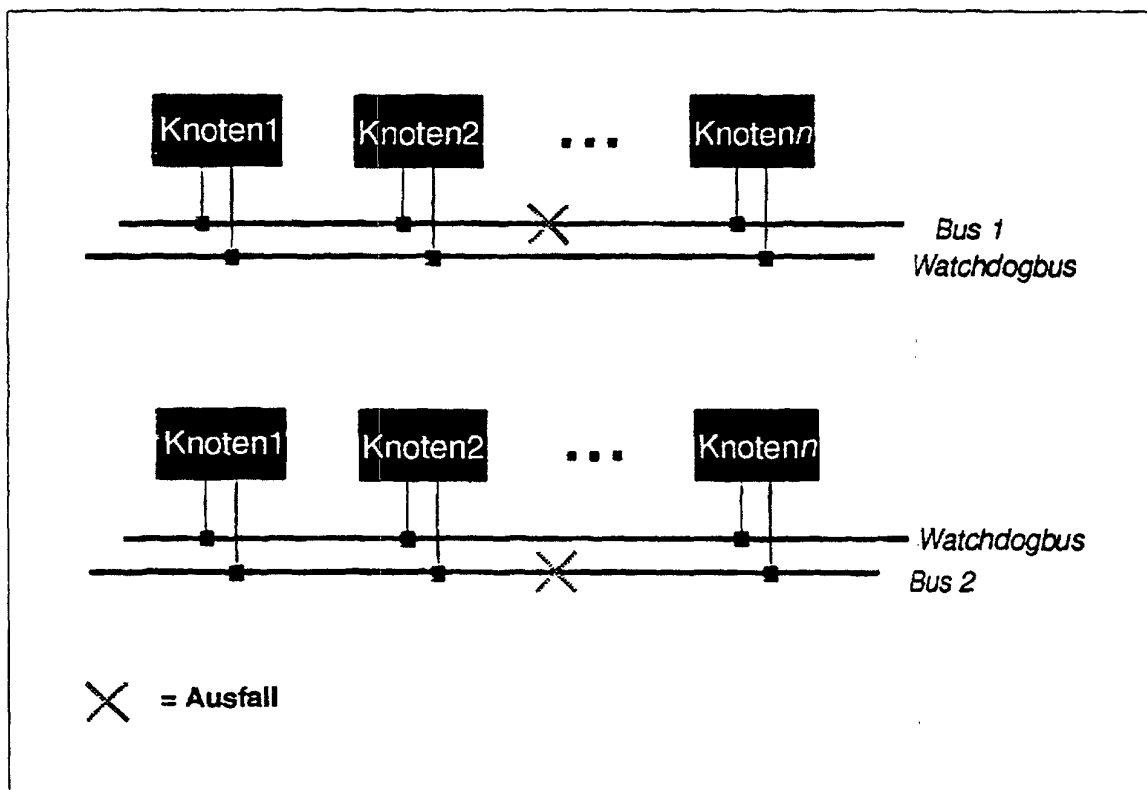 Knoten1 Knoten2 ... Knotenn
Bus 1
Watchdogbus
Knoten1 Knoten2 ... Knotenn
Watchdogbus
Bus 2
= Ausfall